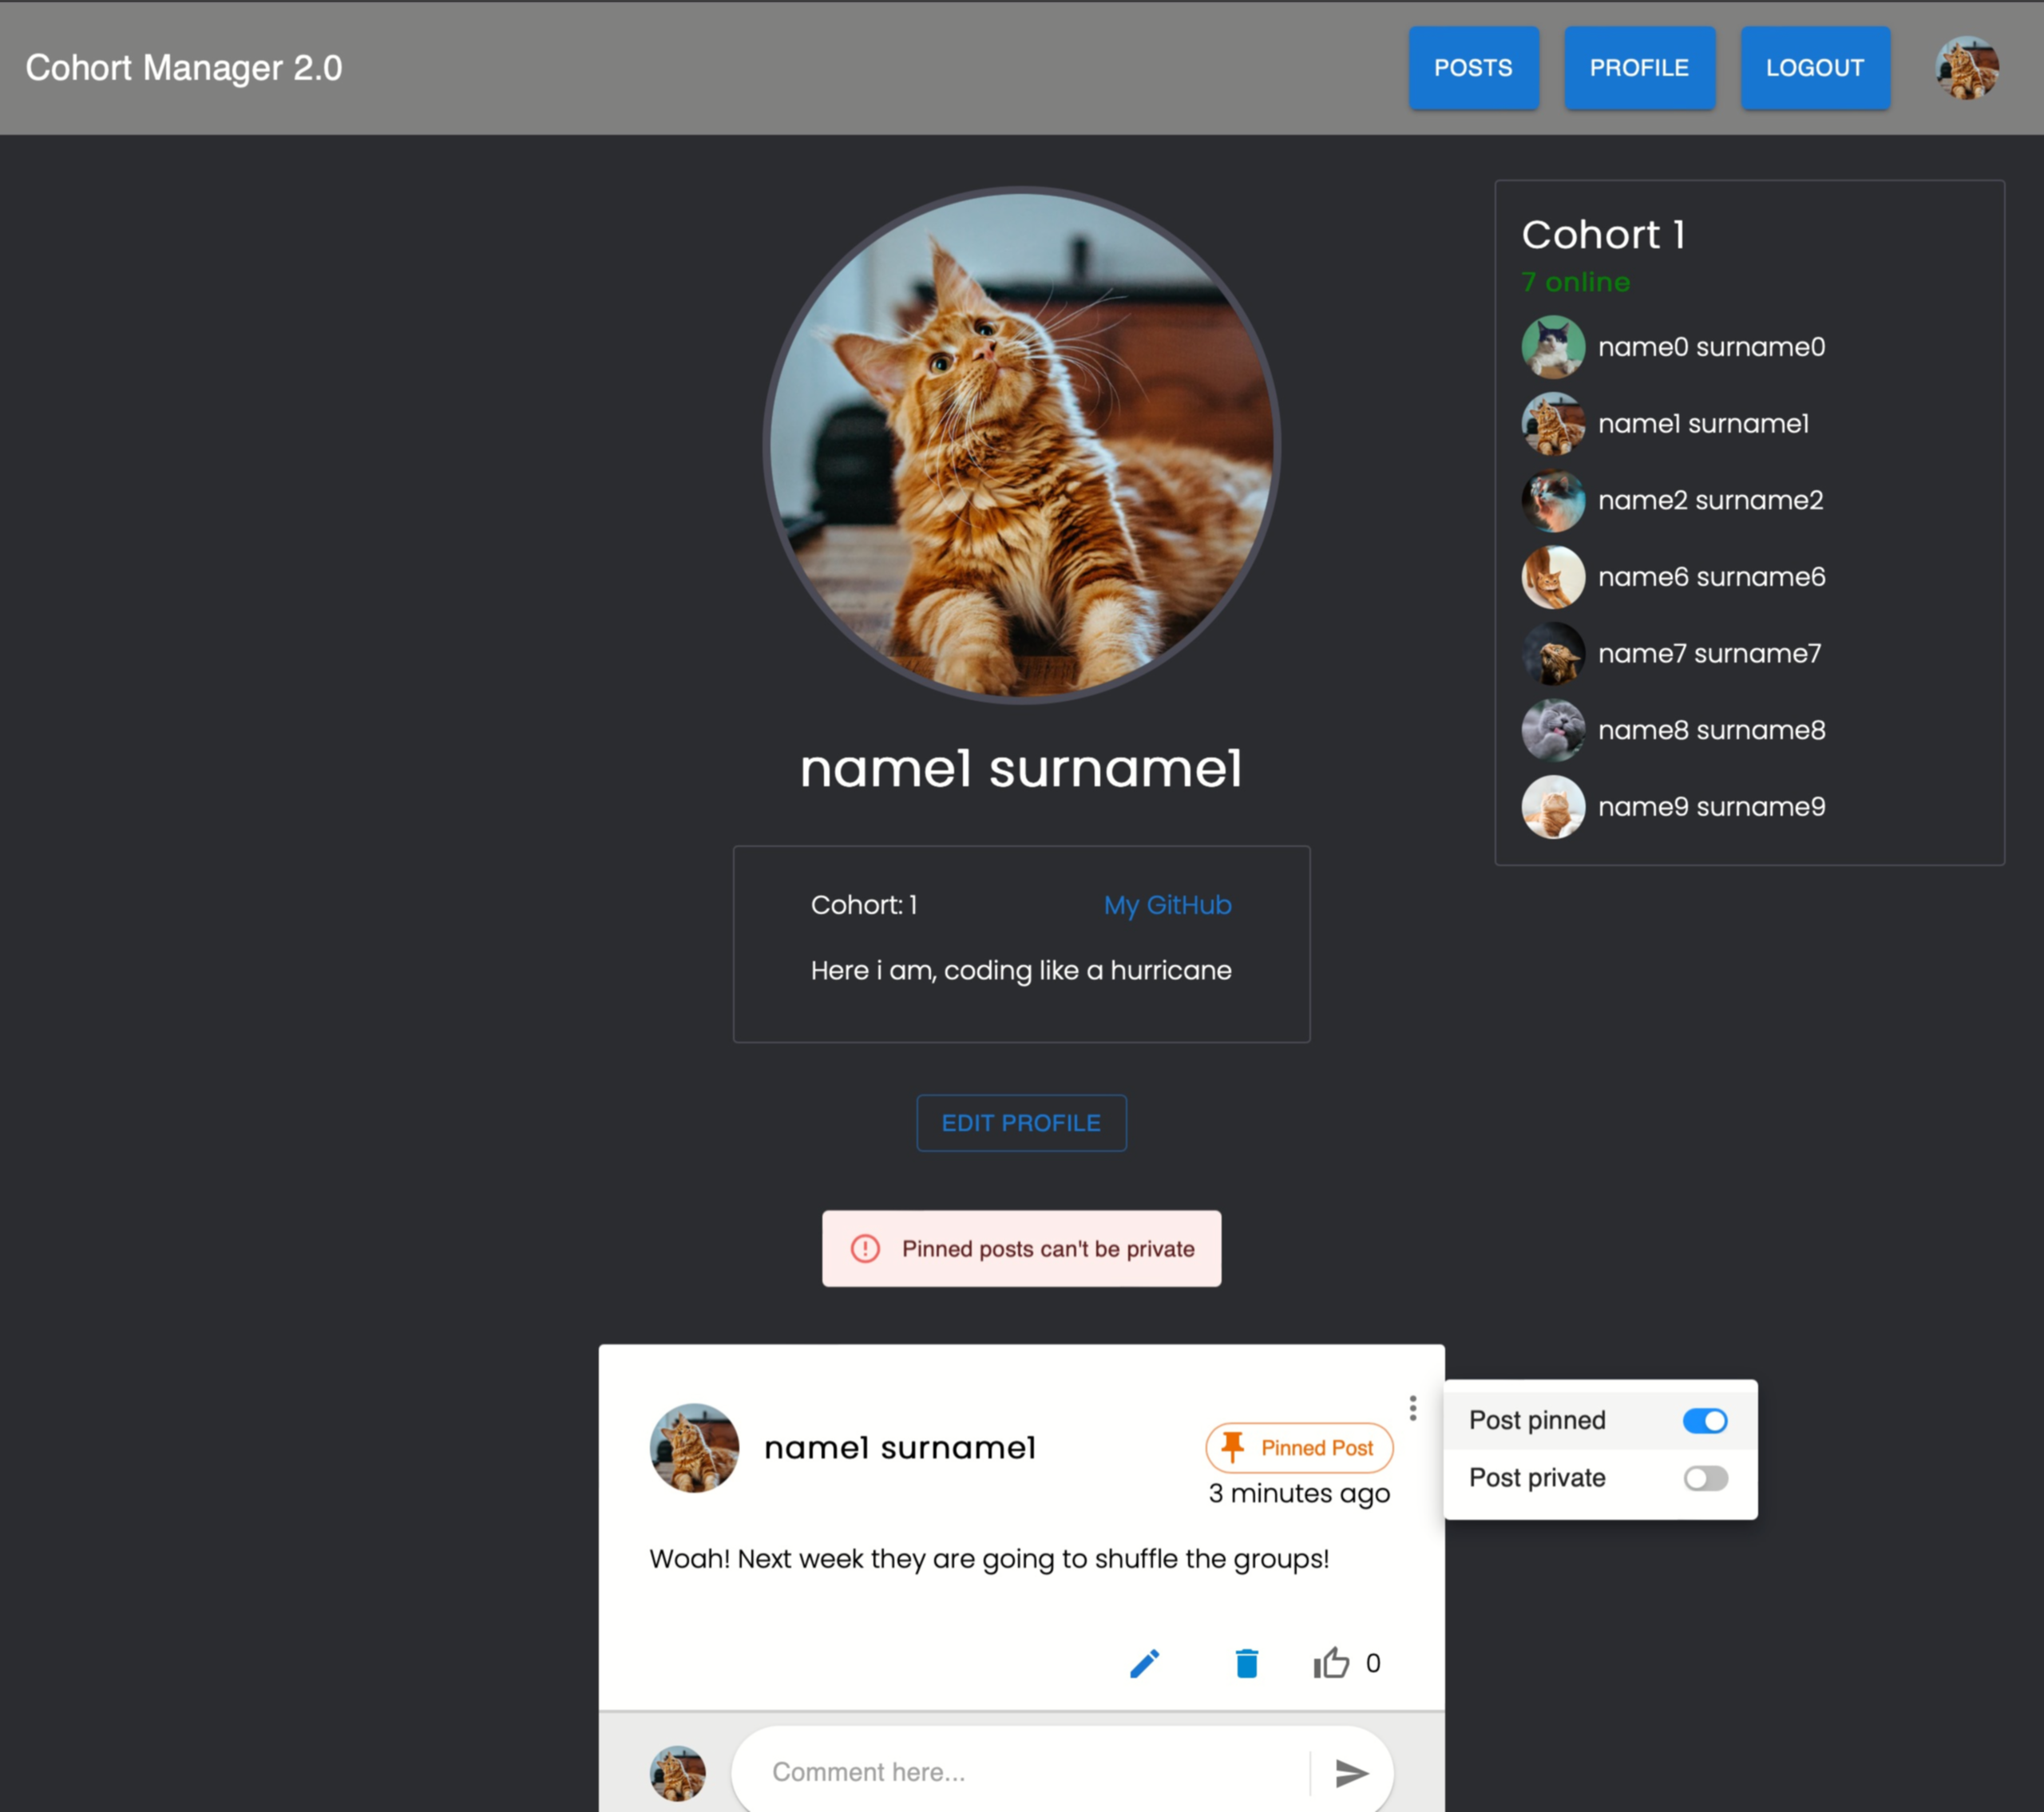 Cohort Manager 2.0
POSTS
PROFILE
LOGOUT
Cohort 1
7 online
name0 surname0
name1 surname1
name2 surname2
name6 surname6
name7 surname7
name8 surname8
name9 surname9
name1 surname1
Cohort: 1 My GitHub
Here i am, coding like a hurricane
EDIT PROFILE
Pinned posts can't be private
name1 surname1
Pinned Post
3 minutes ago
Post pinned
Post private
Woah! Next week they are going to shuffle the groups!
0
Comment here...